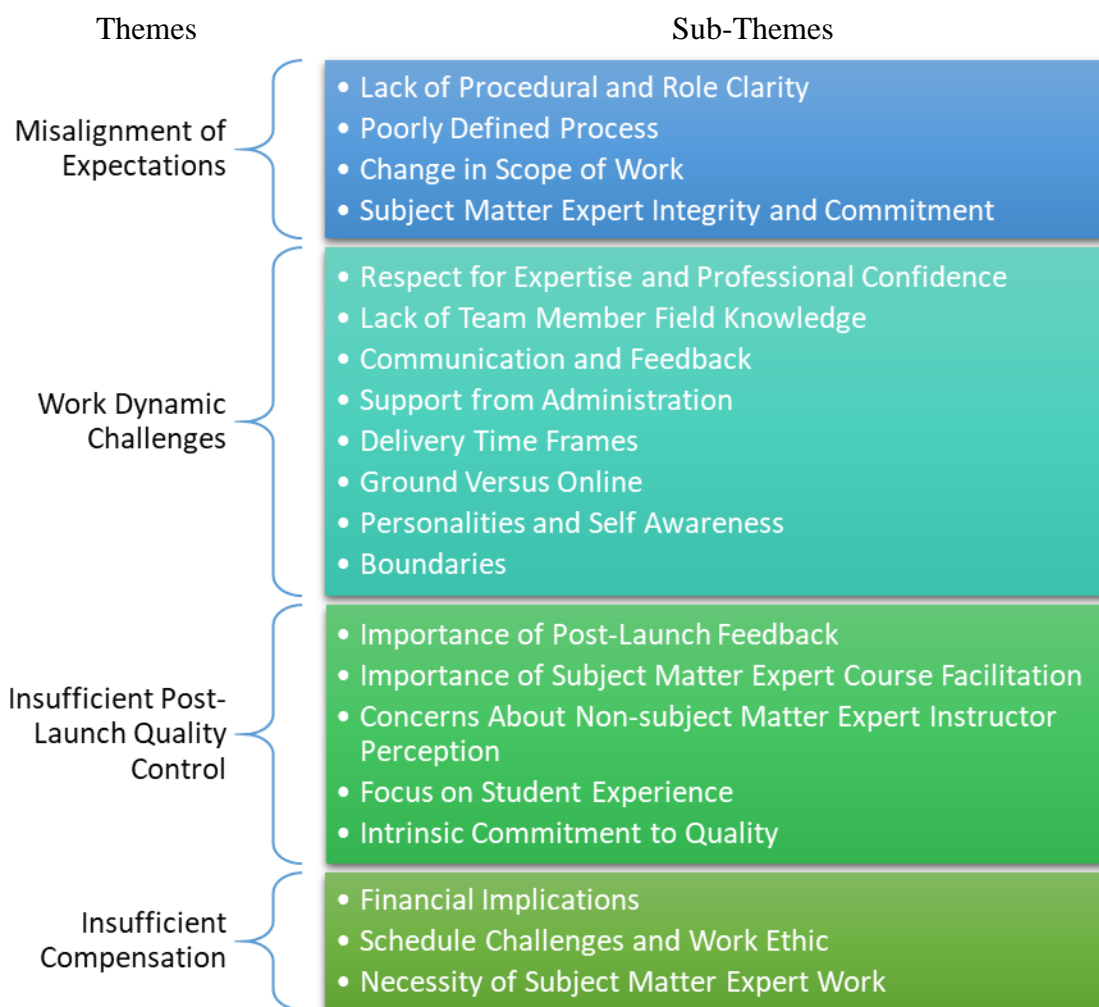 Themes
Sub-Themes
Misalignment of
Expectations
• Lack of Procedural and Role Clarity
• Poorly Defined Process
• Change in Scope of Work
• Subject Matter Expert Integrity and Commitment
Work Dynamic
Challenges
• Respect for Expertise and Professional Confidence
• Lack of Team Member Field Knowledge
• Communication and Feedback
• Support from Administration
• Delivery Time Frames
• Ground Versus Online
• Personalities and Self Awareness
• Boundaries
Insufficient Post-
Launch Quality
Control
• Importance of Post-Launch Feedback
• Importance of Subject Matter Expert Course Facilitation
• Concerns About Non-subject Matter Expert Instructor
Perception
• Focus on Student Experience
• Intrinsic Commitment to Quality
Insufficient
Compensation
• Financial Implications
• Schedule Challenges and Work Ethic
• Necessity of Subject Matter Expert Work